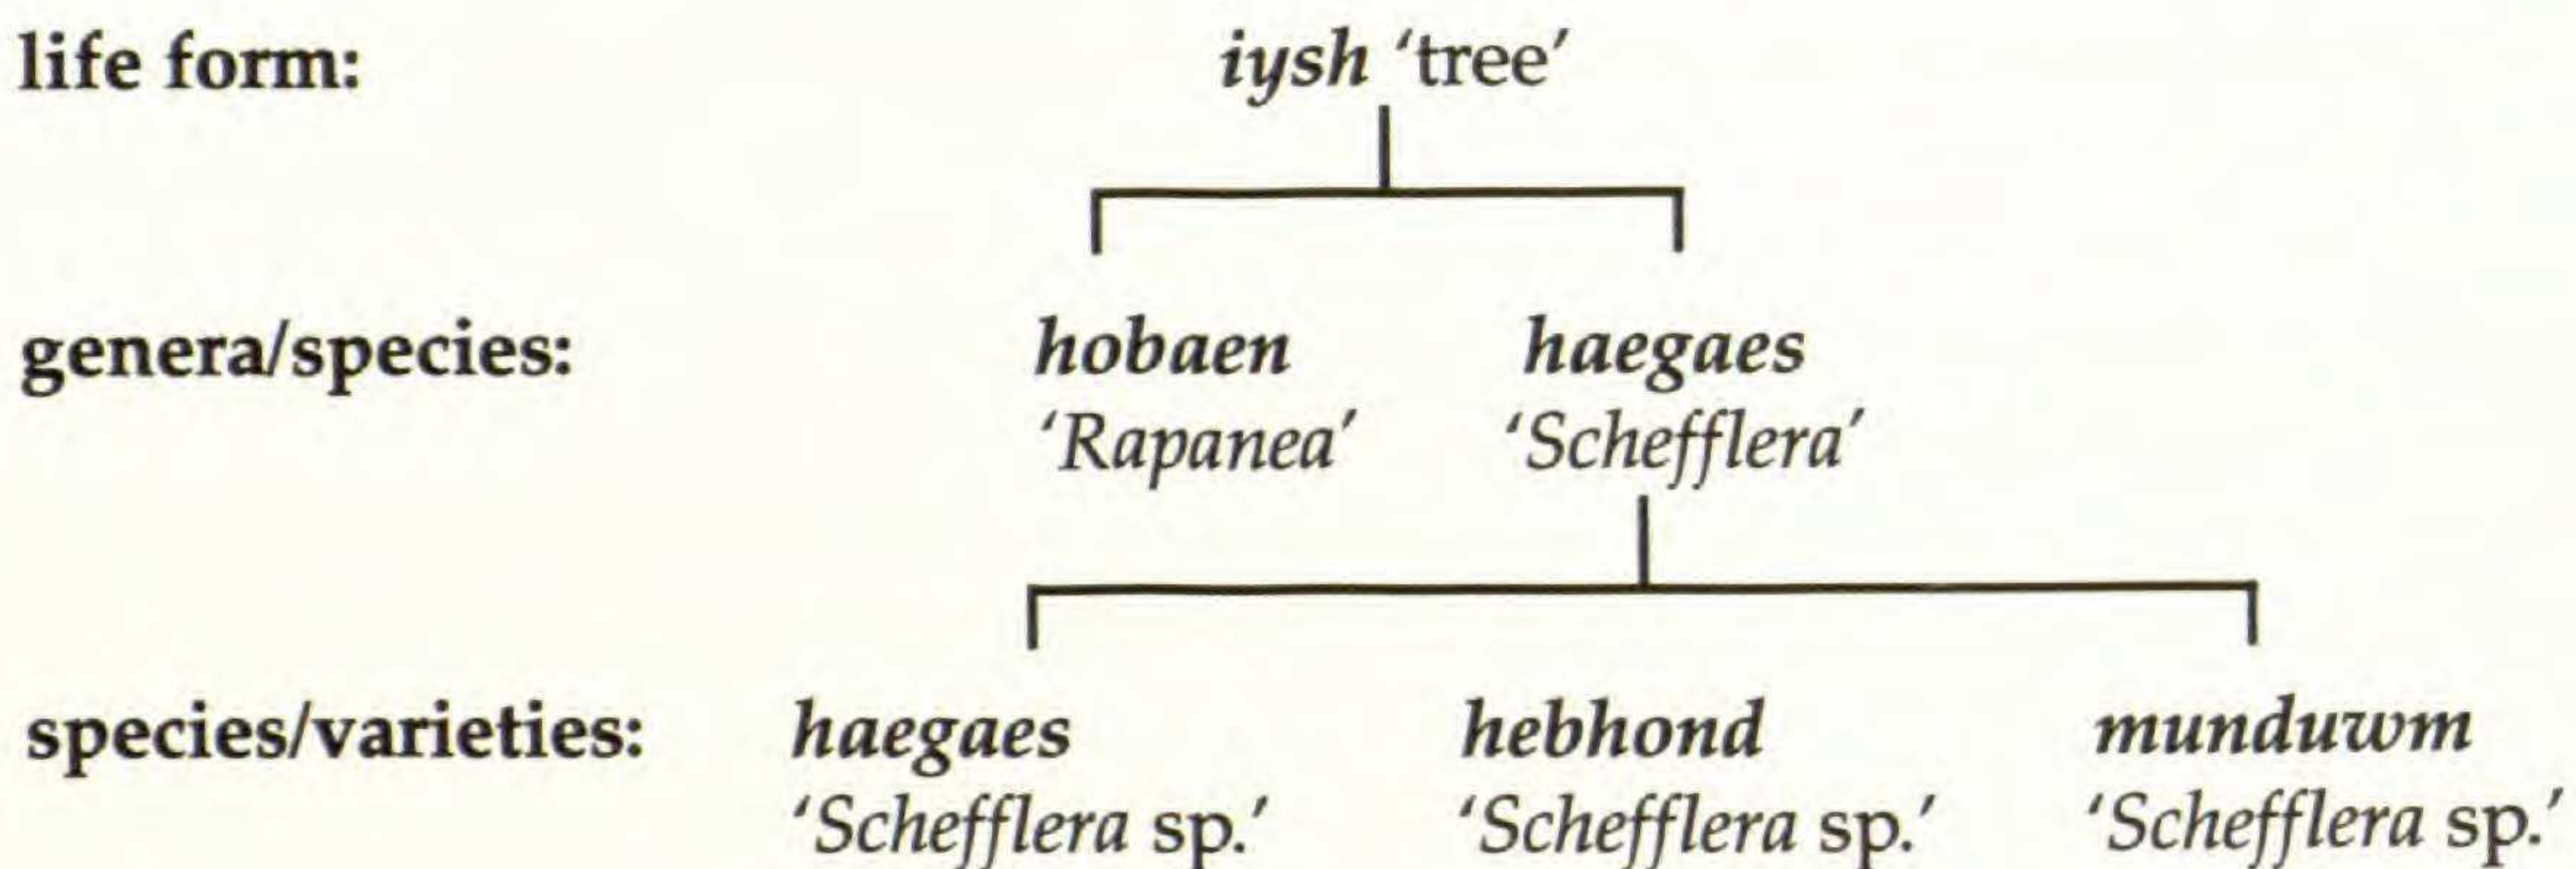 life form: iysh ‘tree’
genera/species: hobaen haegaes
‘Rapanea’ ‘Schefflera’
species/varieties: haegaes hebhond munduwm
‘Schefflera sp.’ ‘Schefflera sp.’ ‘Schefflera sp.’